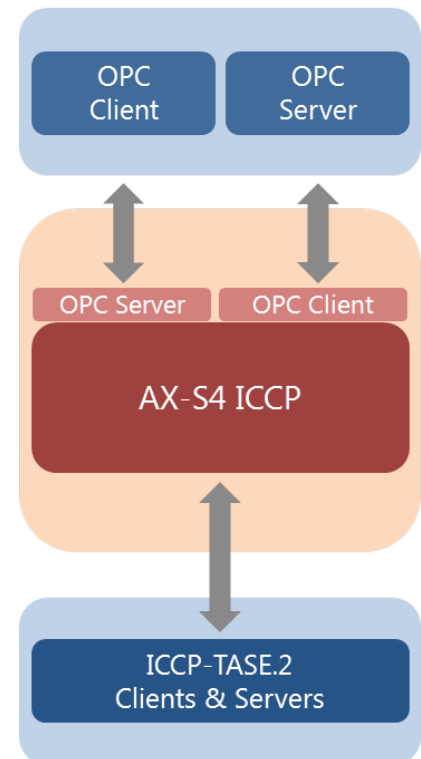 OPC
Client
OPC
Server
OPC Server
OPC Client
AX-S4 ICCP
ICCP-TASE.2
Clients & Servers